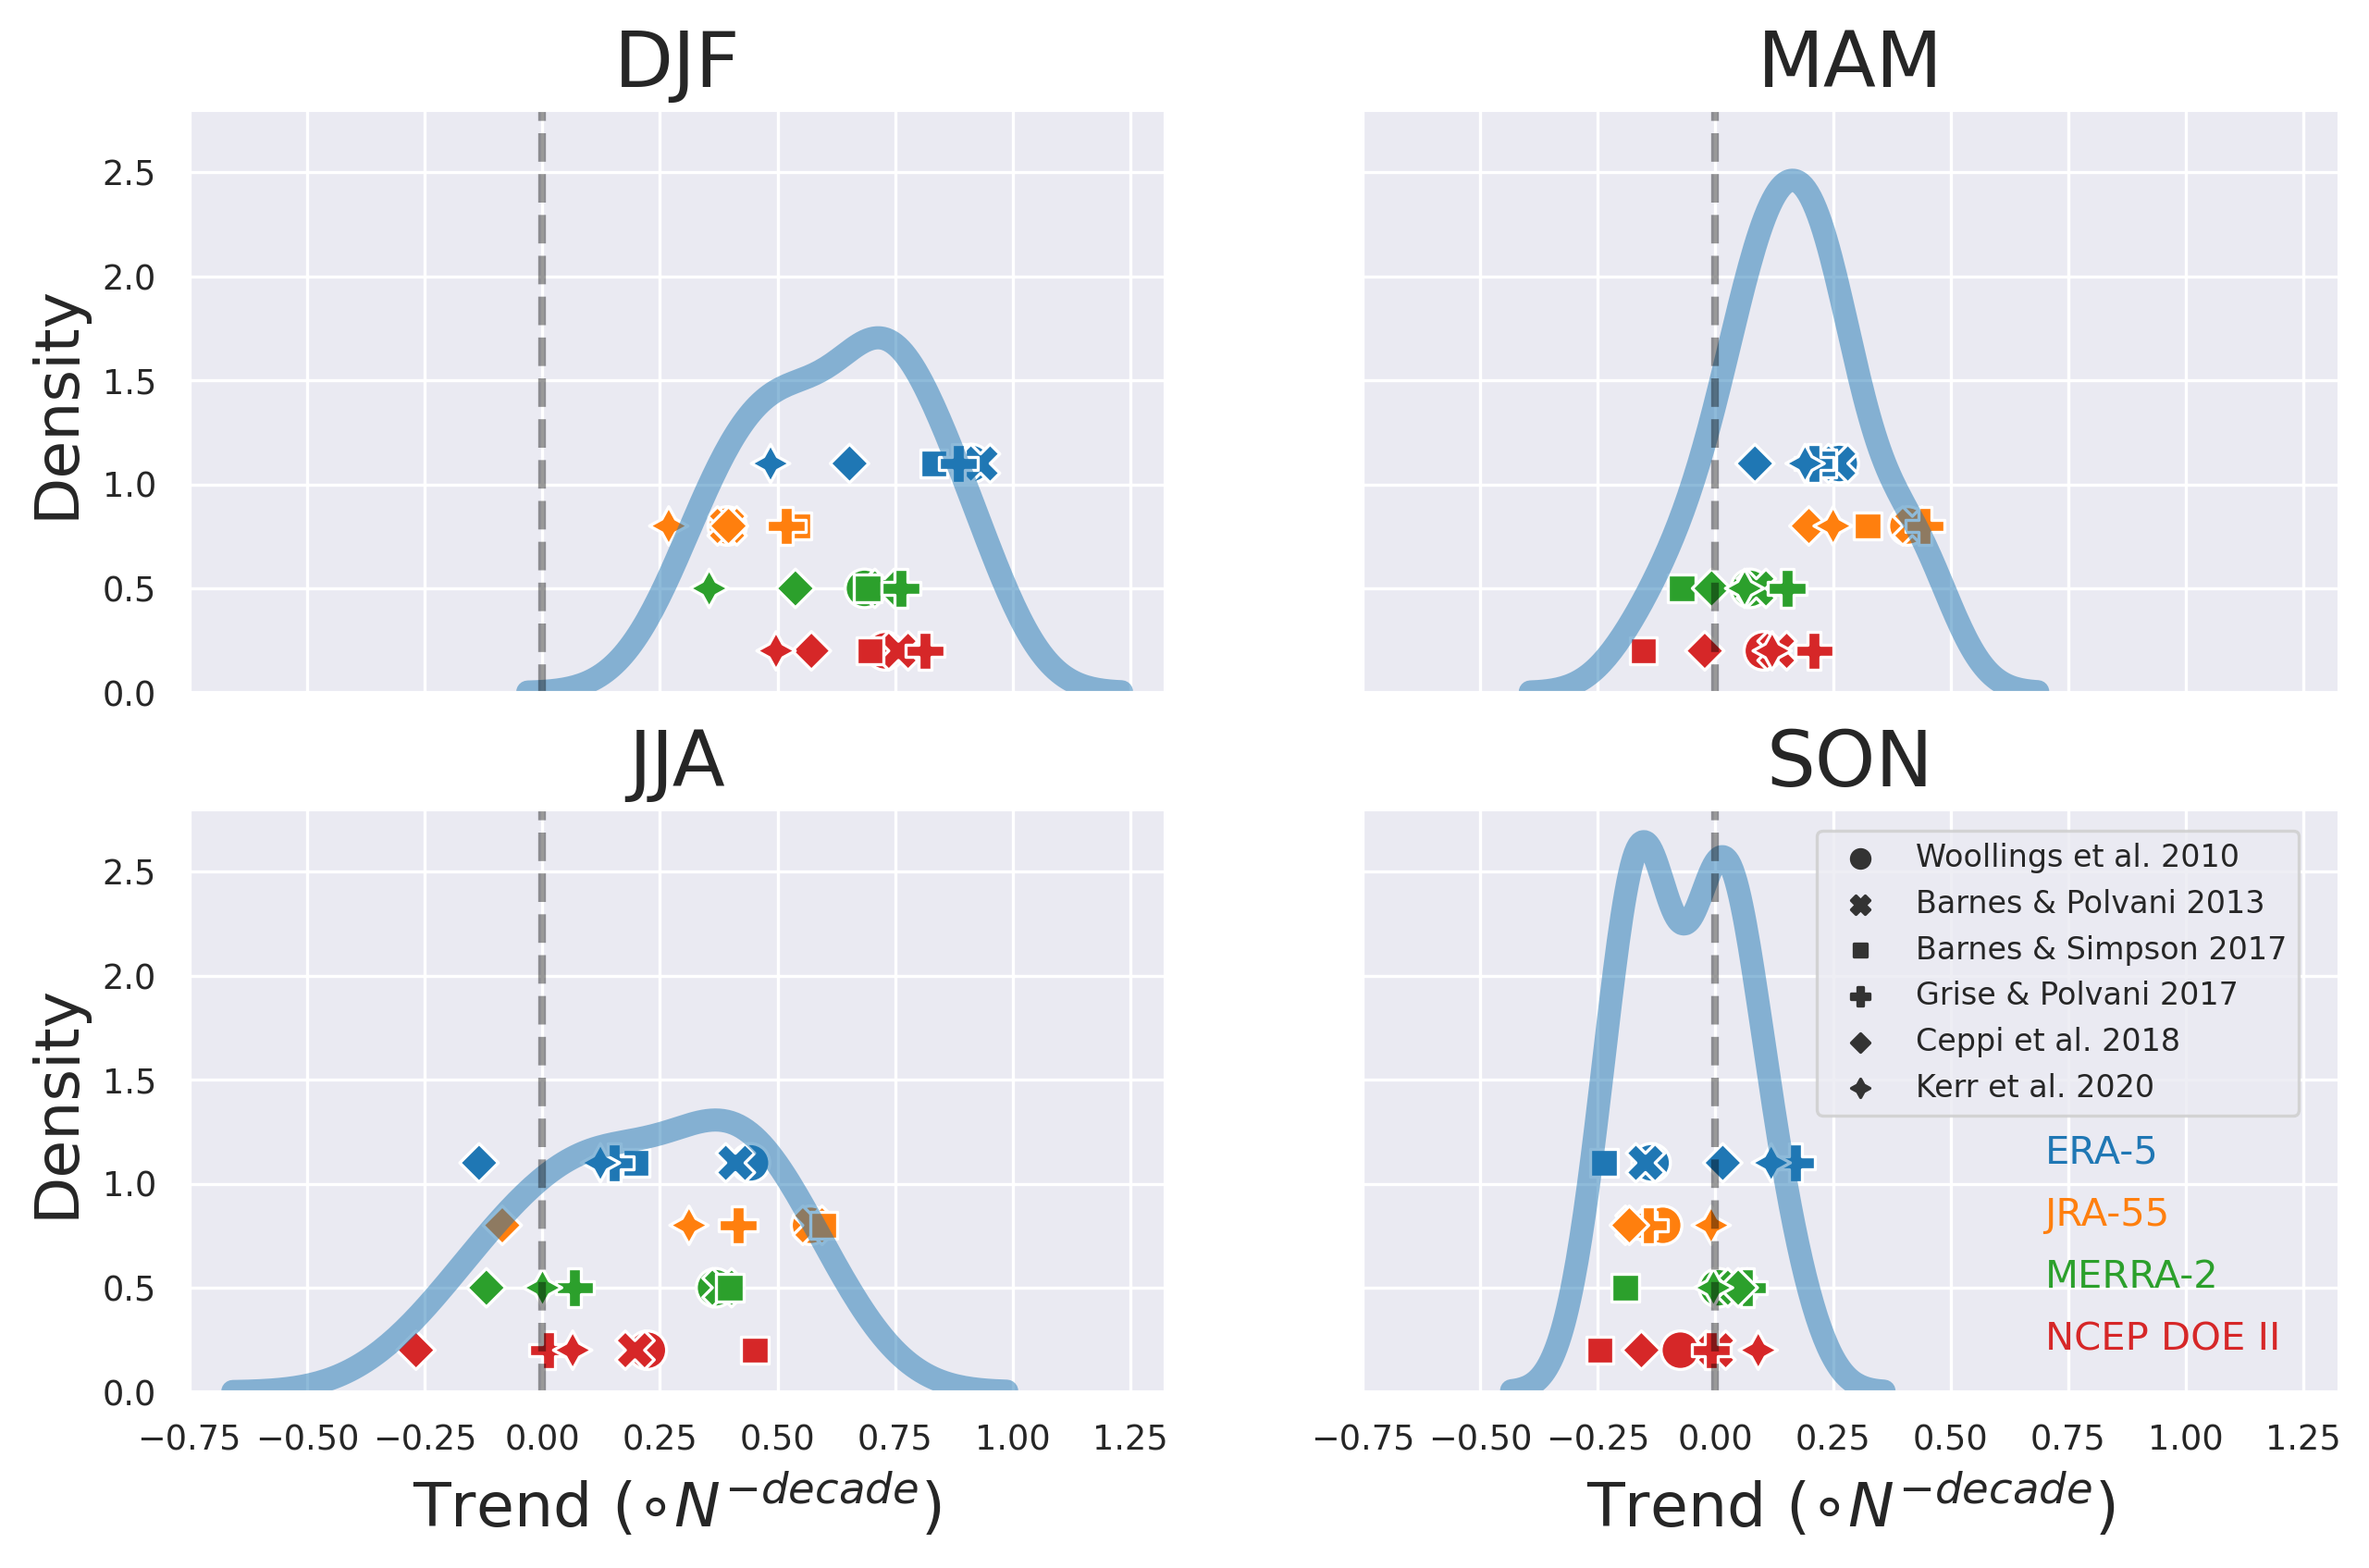 DJF
MAM
Density
2.5
2.0
1.5
1.0
0.5
0.0
JJA
SON
Density
2.5
2.0
1.5
1.0
0.5
0.0
Woollings et al. 2010
Barnes & Polvani 2013
Barnes & Simpson 2017
Grise & Polvani 2017
Ceppi et al. 2018
Kerr et al. 2020
ERA-5
JRA-55
MERRA-2
NCEP DOE II
−0.75 −0.50 −0.25 0.00 0.25 0.50 0.75 1.00 1.25
−0.75 −0.50 −0.25 0.00 0.25 0.50 0.75 1.00 1.25
Trend (∘N^−decade)
Trend (∘N^−decade)